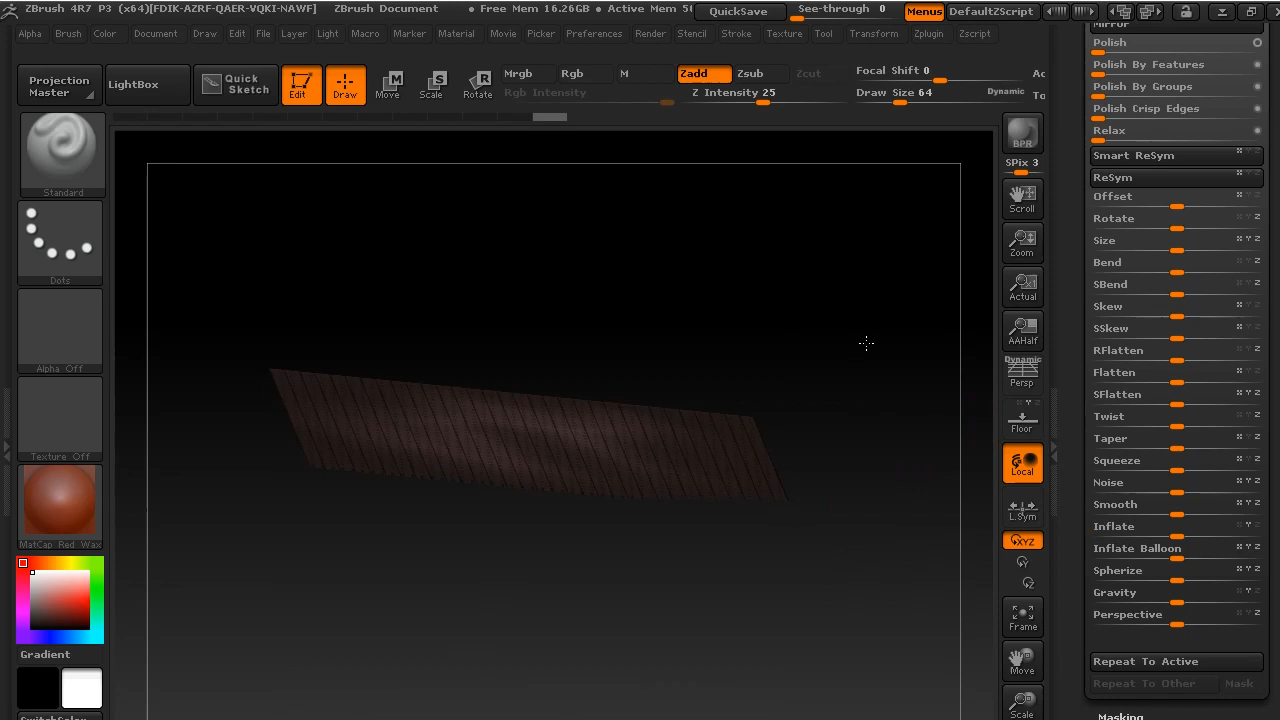 ZBrush 4R7 P3 (x64)[FDIK-AZRF-QAER-VQKI-NAWF] ZBrush Document • Free Mem 16.26GB • Active Mem QuickSave See-through 0 Menus DefaultZScript
Alpha Brush Color Document Draw Edit File Layer Light Macro Marker Material Movie Picker Preferences Render Stencil Stroke Texture Tool Transform Zplugin Zscript
Projection Master
LightBox
Quick Sketch
Edit
Draw
Move
Scale
Rotate
Mrgb Rgb M Zadd Zsub Zcut
Rgb Intensity Z Intensity 25
Focal Shift 0
Draw Size 64 Dynamic
Standard
Dots
Alpha Off
Texture Off
MatCap Red Wax
Gradient
SwitchColor
BPR
SPix 3
Scroll
Zoom
Actual
AAHalf
Dynamic
Persp
Floor
Local
L.Sym
XYZ
Y
Z
Frame
Move
Scale
Mirror
Polish
Polish By Features
Polish By Groups
Polish Crisp Edges
Relax
Smart ReSym
ReSym
Offset
Rotate
Size
Bend
SBend
Skew
SSkew
RFlatten
Flatten
SFlatten
Twist
Taper
Squeeze
Noise
Smooth
Inflate
Inflate Balloon
Spherize
Gravity
Perspective
Repeat To Active
Repeat To Other Mask
Masking